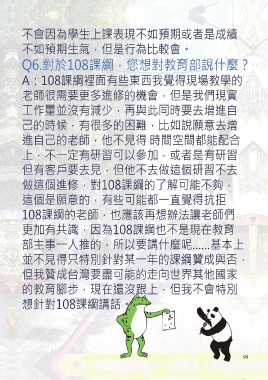 不會因為學生上課表現不如預期或者是成績
不如預期生氣，但是行為比較會。
Q6.對於108課綱，您想對教育部說什麼？
A：108課綱裡面有些東西我覺得現場教學的
老師很需要更多進修的機會，但是我們現實
工作量並沒有減少，再與此同時要去增進自
己的時候，有很多的困難，比如說願意去增
進自己的老師，他不見得 時間空間都能配合
上，不一定有研習可以參加，或者是有研習
但有客戶要去見，但他不去做這個研習不去
做這個進修，對108課綱的了解可能不夠，
這個是願意的，有些可能都一直覺得抗拒
108課綱的老師，也應該再想辦法讓老師們
更加有共識，因為108課綱也不是現在教育
部主事一人推的，所以要講什麼呢......基本上
並不見得只特別針對某一年的課綱贊成與否，
但我贊成台灣要盡可能的走向世界其他國家
的教育腳步，現在還沒跟上，但我不會特別
想針對108課綱講話。
95